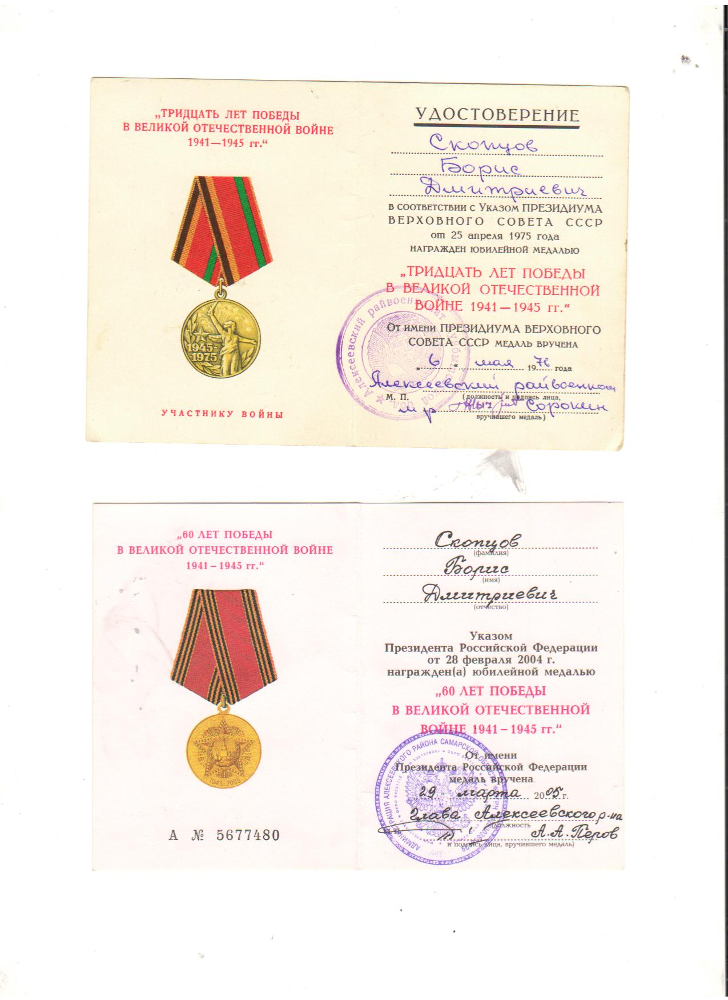 „ТРИДЦАТЬ ЛЕТ ПОБЕДЫ
В ВЕЛИКОЙ ОТЕЧЕСТВЕННОЙ ВОЙНЕ
1941—1945 гг.“
1945-
1975
УЧАСТНИКУ ВОЙНЫ
УДОСТОВЕРЕНИЕ
Скопцов
Борис
Дмитриевич
В СООТВЕТСТВИИ С УКАЗОМ ПРЕЗИДИУМА
ВЕРХОВНОГО СОВЕТА СССР
от 25 апреля 1975 года
НАГРАЖДЕН ЮБИЛЕЙНОЙ МЕДАЛЬЮ
„ТРИДЦАТЬ ЛЕТ ПОБЕДЫ
В ВЕЛИКОЙ ОТЕЧЕСТВЕННОЙ
ВОЙНЕ 1941—1945 гг.“
ОТ ИМЕНИ ПРЕЗИДИУМА ВЕРХОВНОГО
СОВЕТА СССР МЕДАЛЬ ВРУЧЕНА
„6“ мая 1976 года
Алексеевский райвоенком
М. П. (должность и подпись лица,
м-р Сорокин
вручившего медаль)
Алексеевский райвоенкомат Куйбышевской обл.
„60 ЛЕТ ПОБЕДЫ
В ВЕЛИКОЙ ОТЕЧЕСТВЕННОЙ ВОЙНЕ
1941 – 1945 гг.“
1945-2005
А № 5677480
Скопцов
(фамилия)
Борис
(имя)
Дмитриевич
(отчество)
Указом
Президента Российской Федерации
от 28 февраля 2004 г.
награжден(а) юбилейной медалью
„60 ЛЕТ ПОБЕДЫ
В ВЕЛИКОЙ ОТЕЧЕСТВЕННОЙ
ВОЙНЕ 1941 – 1945 гг.“
От имени
Президента Российской Федерации
медаль вручена
„29“ марта 2005 г.
Глава Алексеевского р-на
должность
А.А. Перов
и подпись лица, вручившего медаль)
АДМИНИСТРАЦИЯ АЛЕКСЕЕВСКОГО РАЙОНА САМАРСКОЙ ОБЛАСТИ